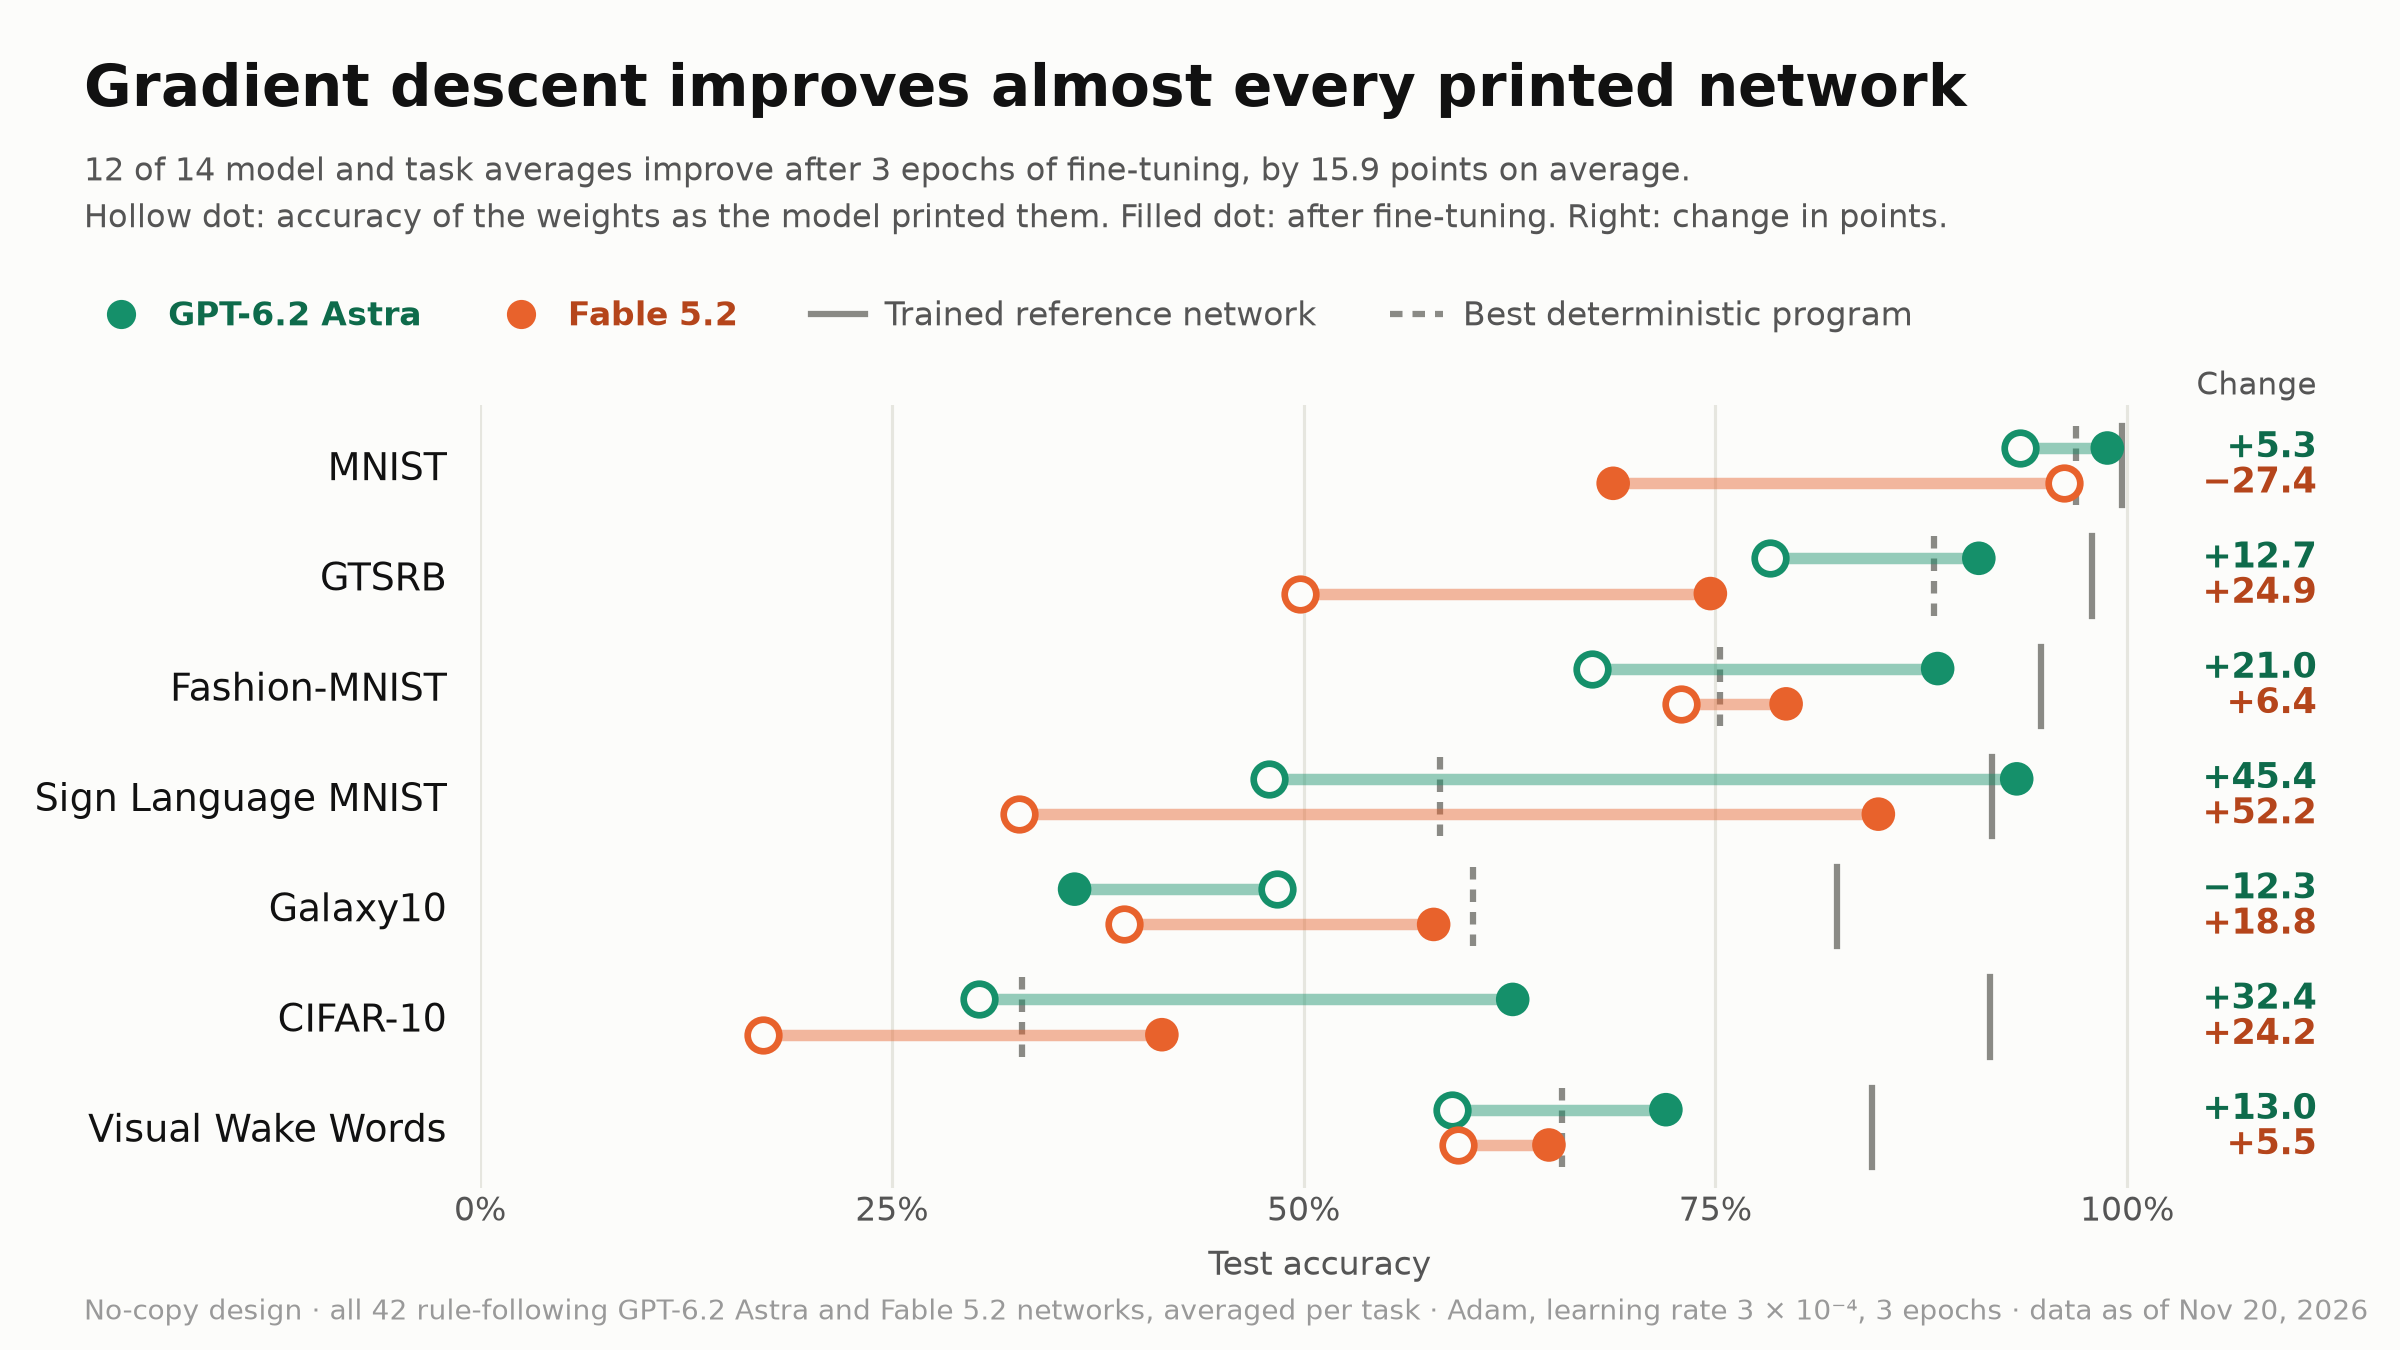 Gradient descent improves almost every printed network
12 of 14 model and task averages improve after 3 epochs of fine-tuning, by 15.9 points on average.
Hollow dot: accuracy of the weights as the model printed them. Filled dot: after fine-tuning. Right: change in points.
GPT-6.2 Astra Fable 5.2 Trained reference network Best deterministic program
Change
MNIST
+5.3
−27.4
GTSRB
+12.7
+24.9
Fashion-MNIST
+21.0
+6.4
Sign Language MNIST
+45.4
+52.2
Galaxy10
−12.3
+18.8
CIFAR-10
+32.4
+24.2
Visual Wake Words
+13.0
+5.5
0% 25% 50% 75% 100%
Test accuracy
No-copy design · all 42 rule-following GPT-6.2 Astra and Fable 5.2 networks, averaged per task · Adam, learning rate 3 × 10⁻⁴, 3 epochs · data as of Nov 20, 2026